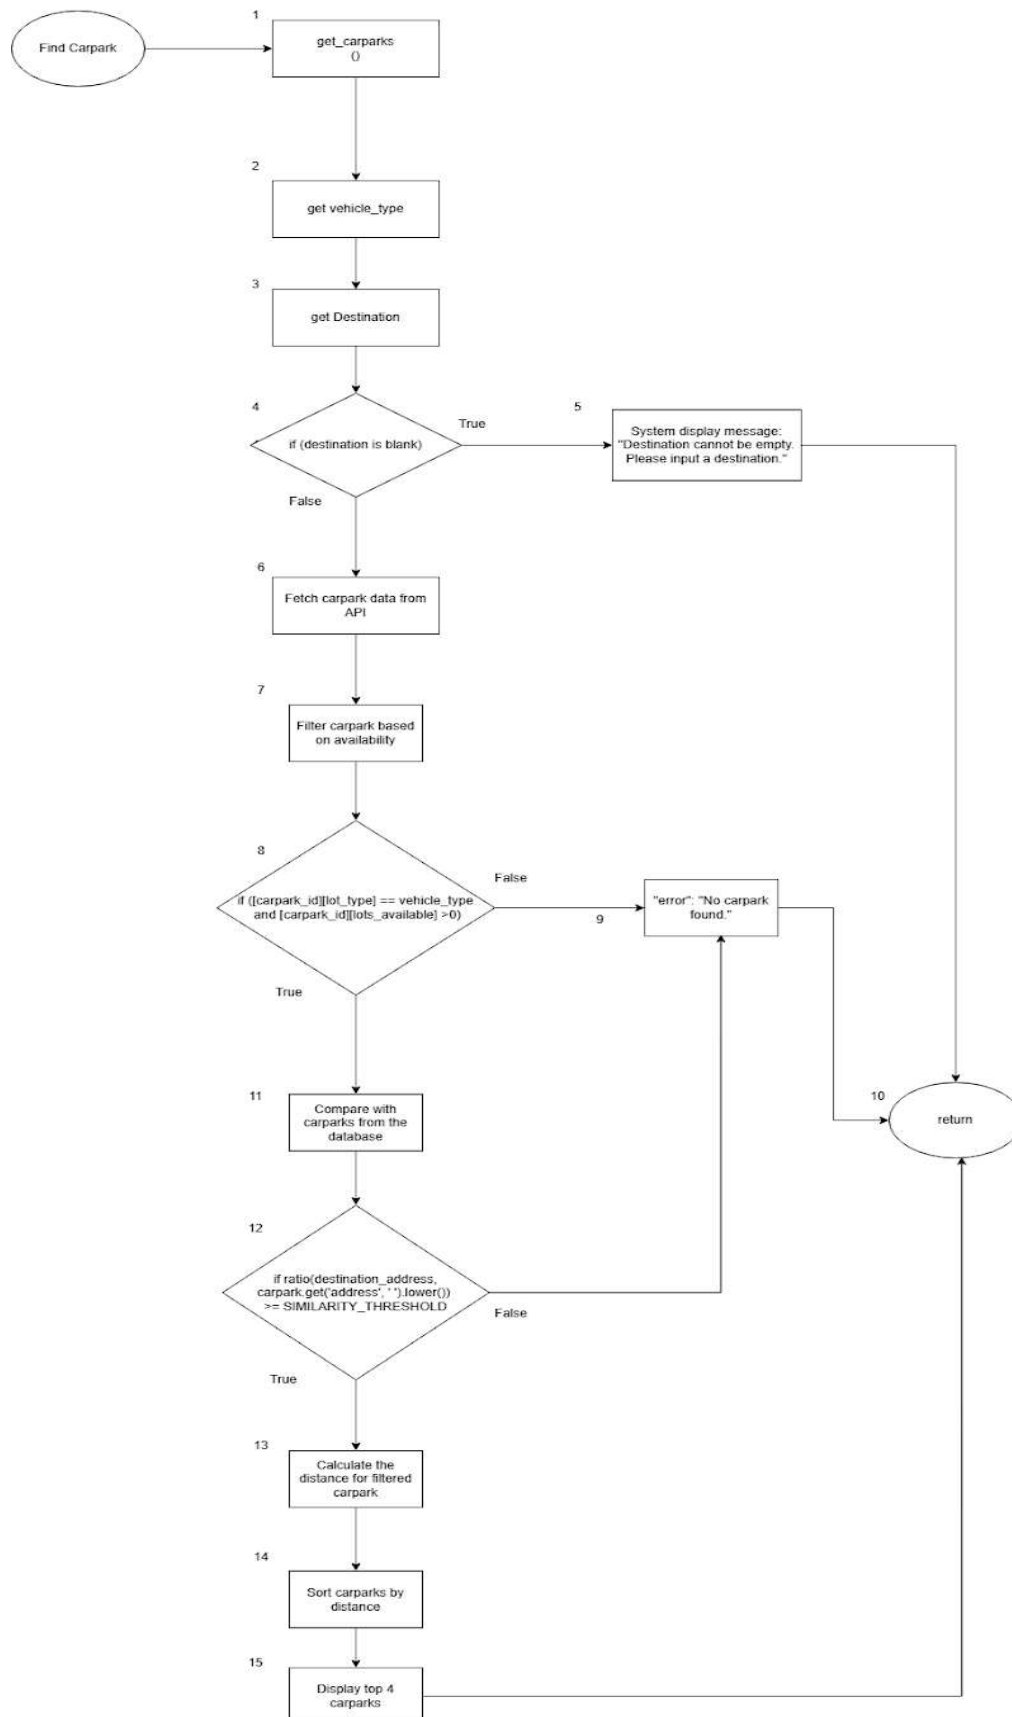 1
Find Carpark
get_carparks
()
2
get vehicle_type
3
get Destination
4
5
if (destination is blank)
True
System display message:
"Destination cannot be empty.
Please input a destination."
False
6
Fetch carpark data from
API
7
Filter carpark based
on availability
8
if ([carpark_id][lot_type] == vehicle_type
and [carpark_id][lots_available] >0)
False
9
"error": "No carpark
found."
True
11
Compare with
carparks from the
database
10
return
12
if ratio(destination_address,
carpark.get('address', ' ').lower())
>= SIMILARITY_THRESHOLD
False
True
13
Calculate the
distance for filtered
carpark
14
Sort carparks by
distance
15
Display top 4
carparks